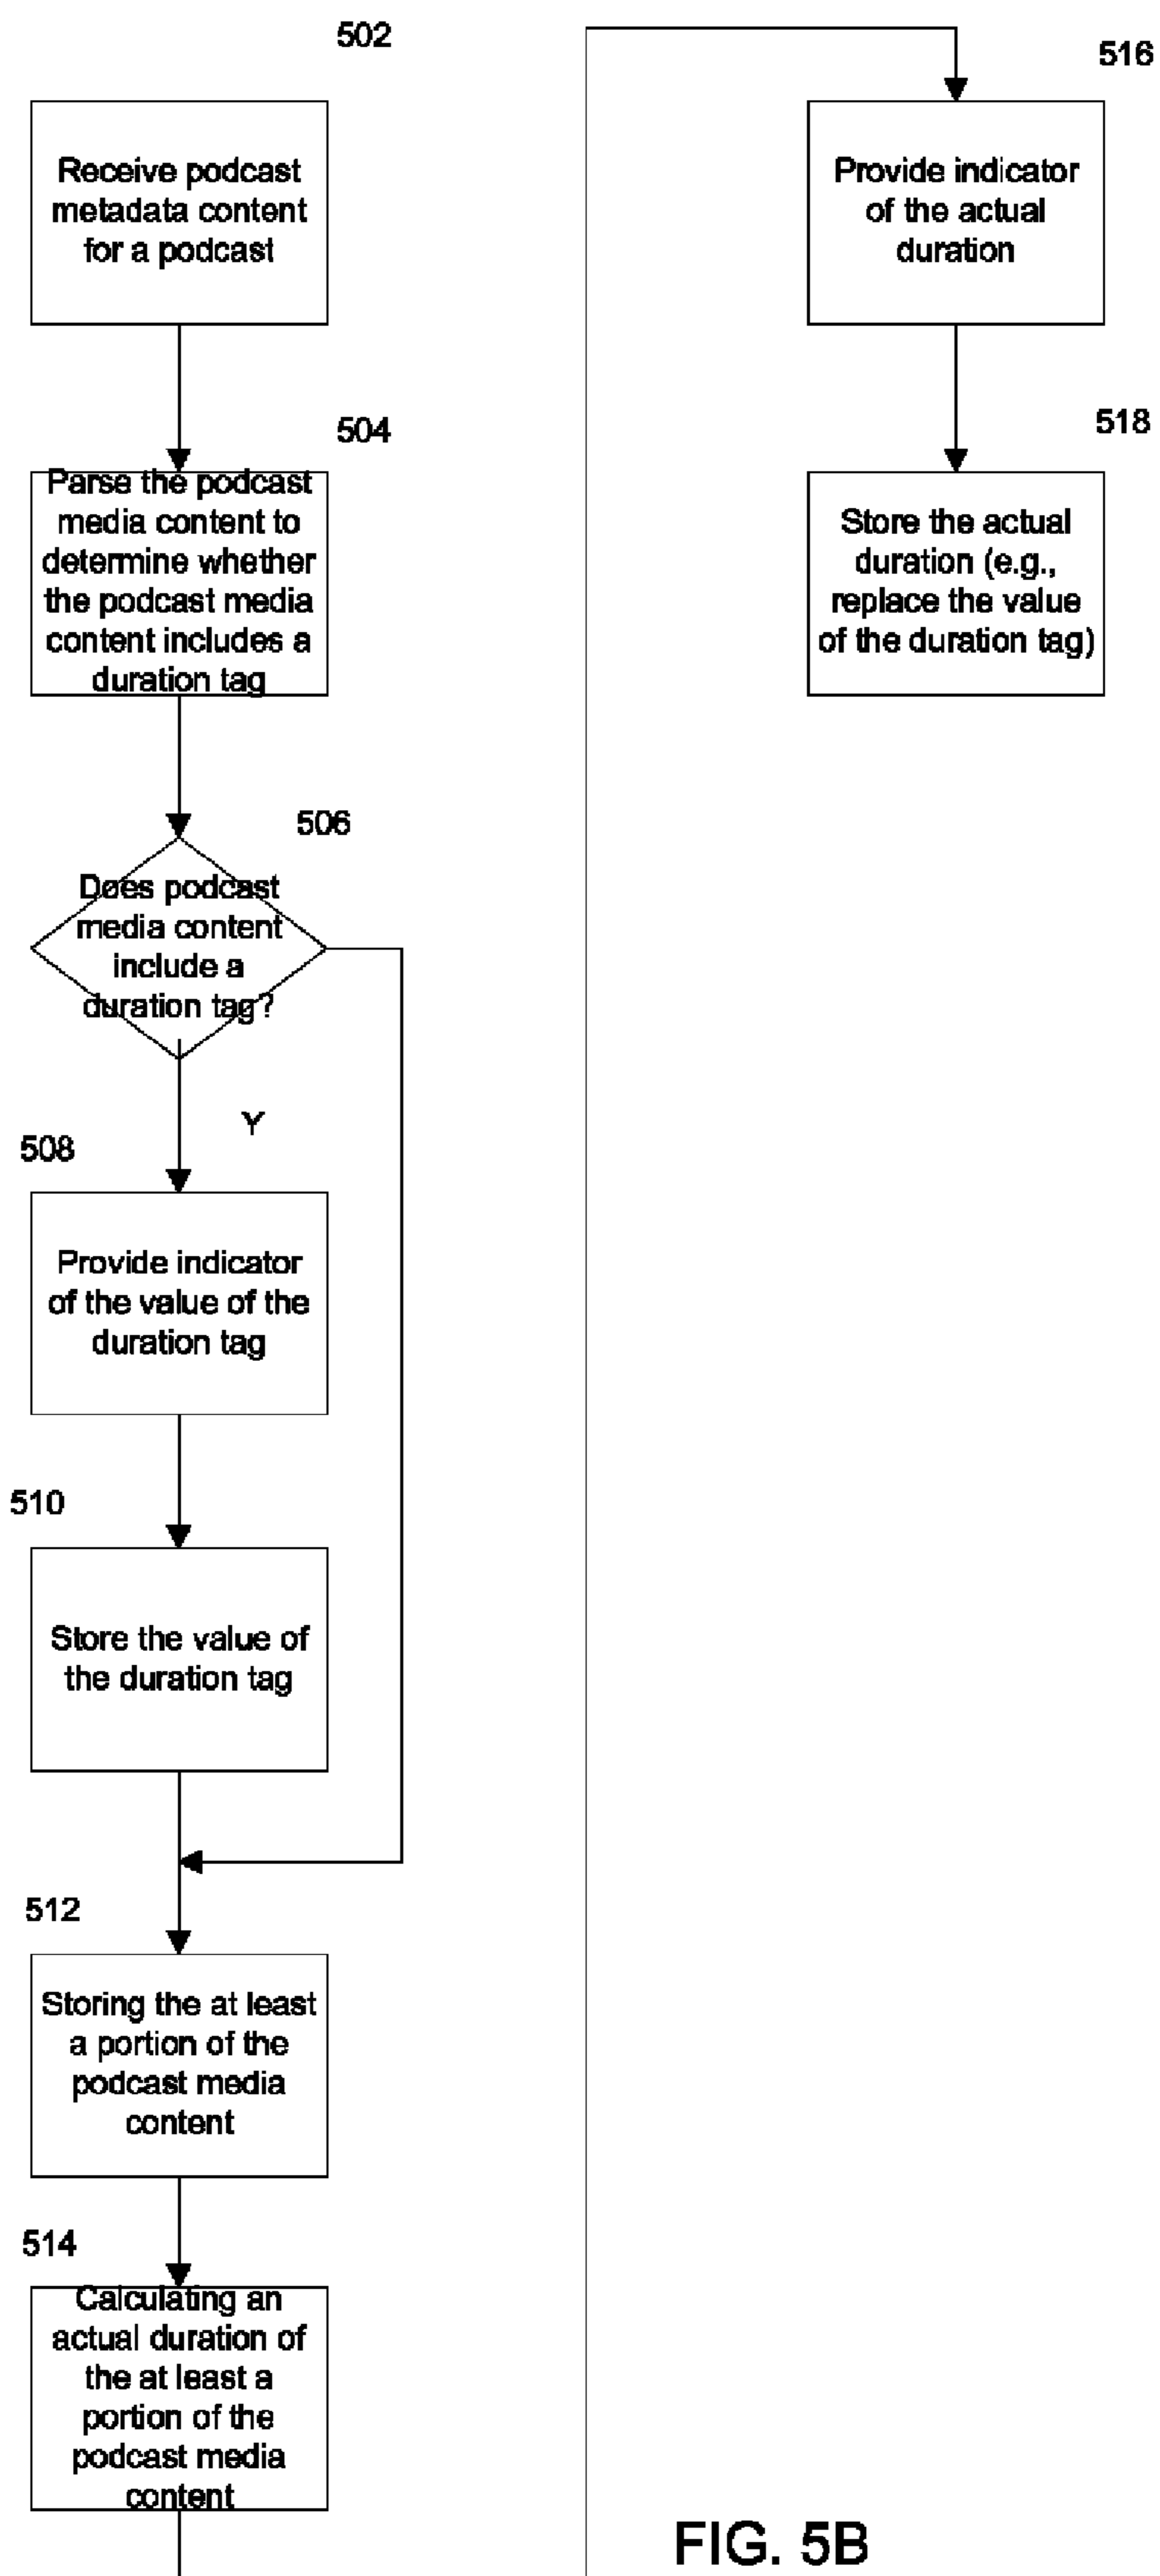 502
Receive podcast
metadata content
for a podcast
504
Parse the podcast
media content to
determine whether
the podcast media
content includes a
duration tag
506
Does podcast
media content
include a
duration tag?
Y
508
Provide indicator
of the value of the
duration tag
510
Store the value of
the duration tag
512
Storing the at least
a portion of the
podcast media
content
514
Calculating an
actual duration of
the at least a
portion of the
podcast media
content
516
Provide indicator
of the actual
duration
518
Store the actual
duration (e.g.,
replace the value
of the duration tag)
FIG. 5B